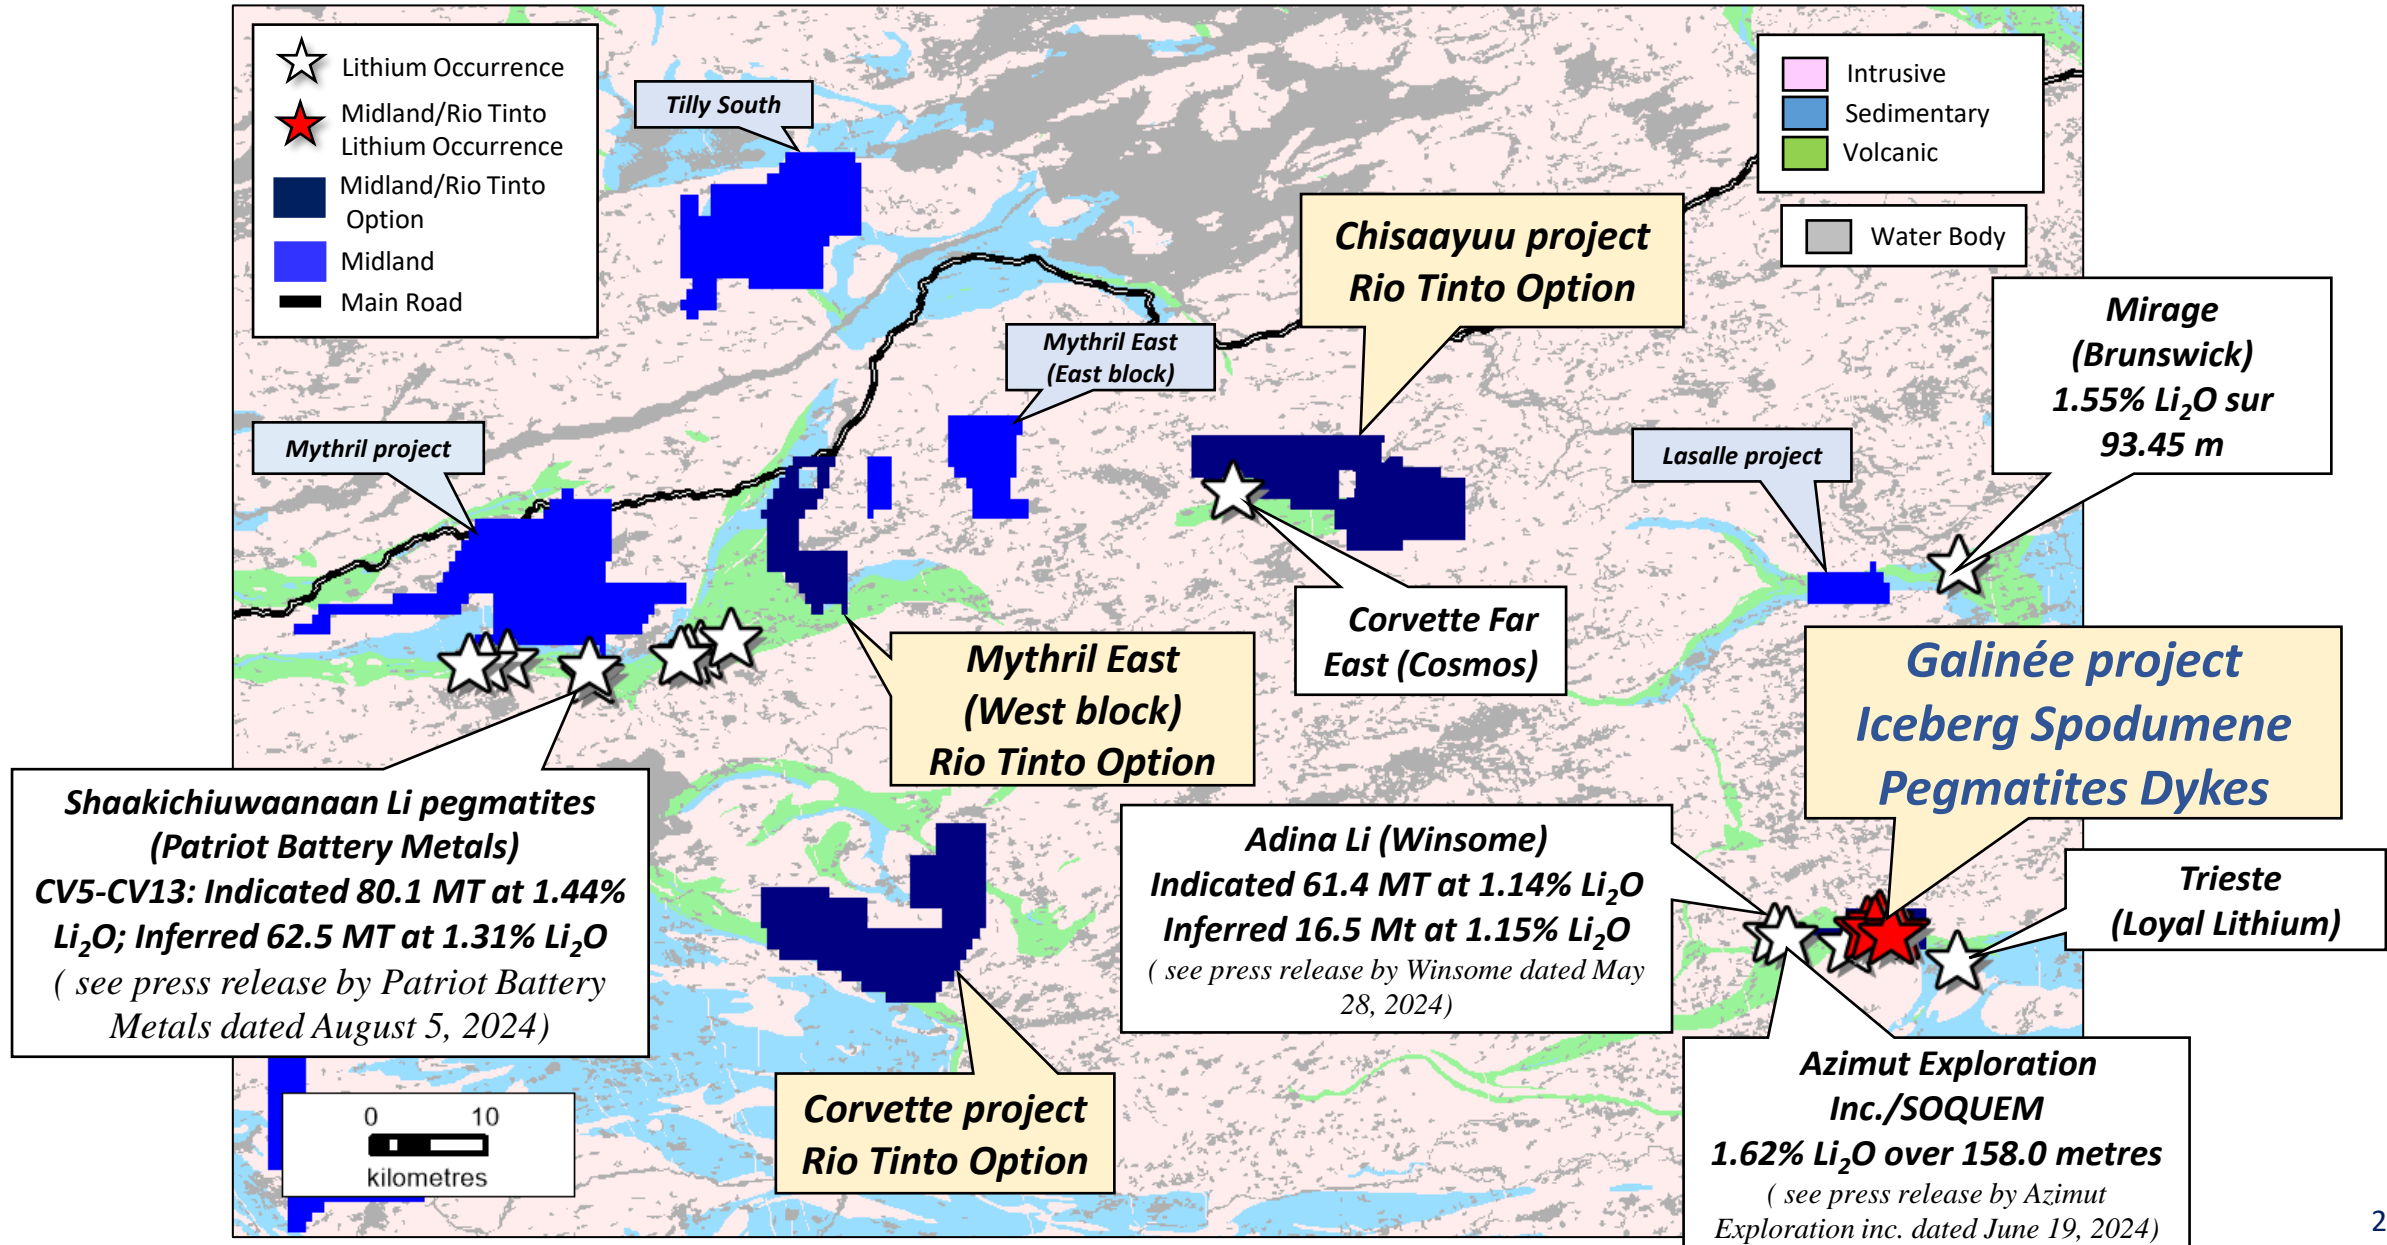 Lithium Occurrence
Midland/Rio Tinto
Lithium Occurrence
Midland/Rio Tinto
Option
Midland
Main Road
Tilly South
Intrusive
Sedimentary
Volcanic
Water Body
Chisaayuu project
Rio Tinto Option
Mirage
(Brunswick)
1.55% Li₂O sur
93.45 m
Mythril East
(East block)
Mythril project
Lasalle project
Corvette Far
East (Cosmos)
Mythril East
(West block)
Rio Tinto Option
Galinée project
Iceberg Spodumene
Pegmatites Dykes
Shaakichiuwaanaan Li pegmatites
(Patriot Battery Metals)
CV5-CV13: Indicated 80.1 MT at 1.44%
Li₂O; Inferred 62.5 MT at 1.31% Li₂O
( see press release by Patriot Battery
Metals dated August 5, 2024)
Adina Li (Winsome)
Indicated 61.4 MT at 1.14% Li₂O
Inferred 16.5 Mt at 1.15% Li₂O
( see press release by Winsome dated May
28, 2024)
Trieste
(Loyal Lithium)
Corvette project
Rio Tinto Option
Azimut Exploration
Inc./SOQUEM
1.62% Li₂O over 158.0 metres
( see press release by Azimut
Exploration inc. dated June 19, 2024)
0 10
kilometres
2